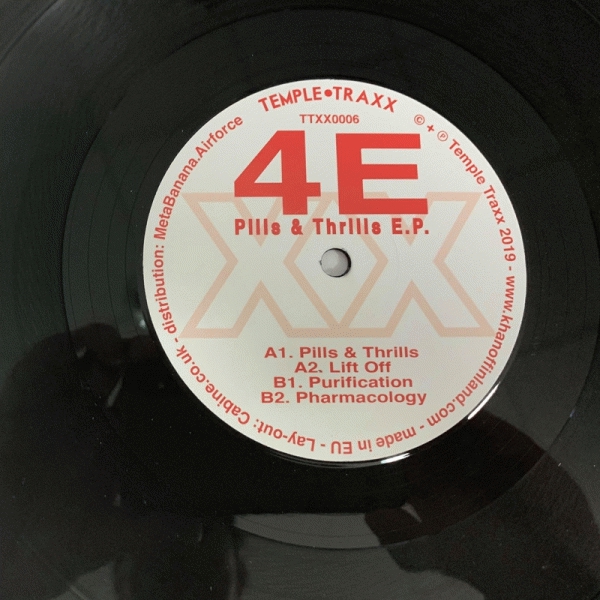 TEMPLE•TRAXX
TTXX0006
4E
Pills & Thrills E.P.
XX
A1. Pills & Thrills
A2. Lift Off
B1. Purification
B2. Pharmacology
© + ℗ Temple Traxx 2019 - www.khanoffinland.com - made in EU - Lay-out: Cabine.co.uk - distribution: MetaBanana.Airforce